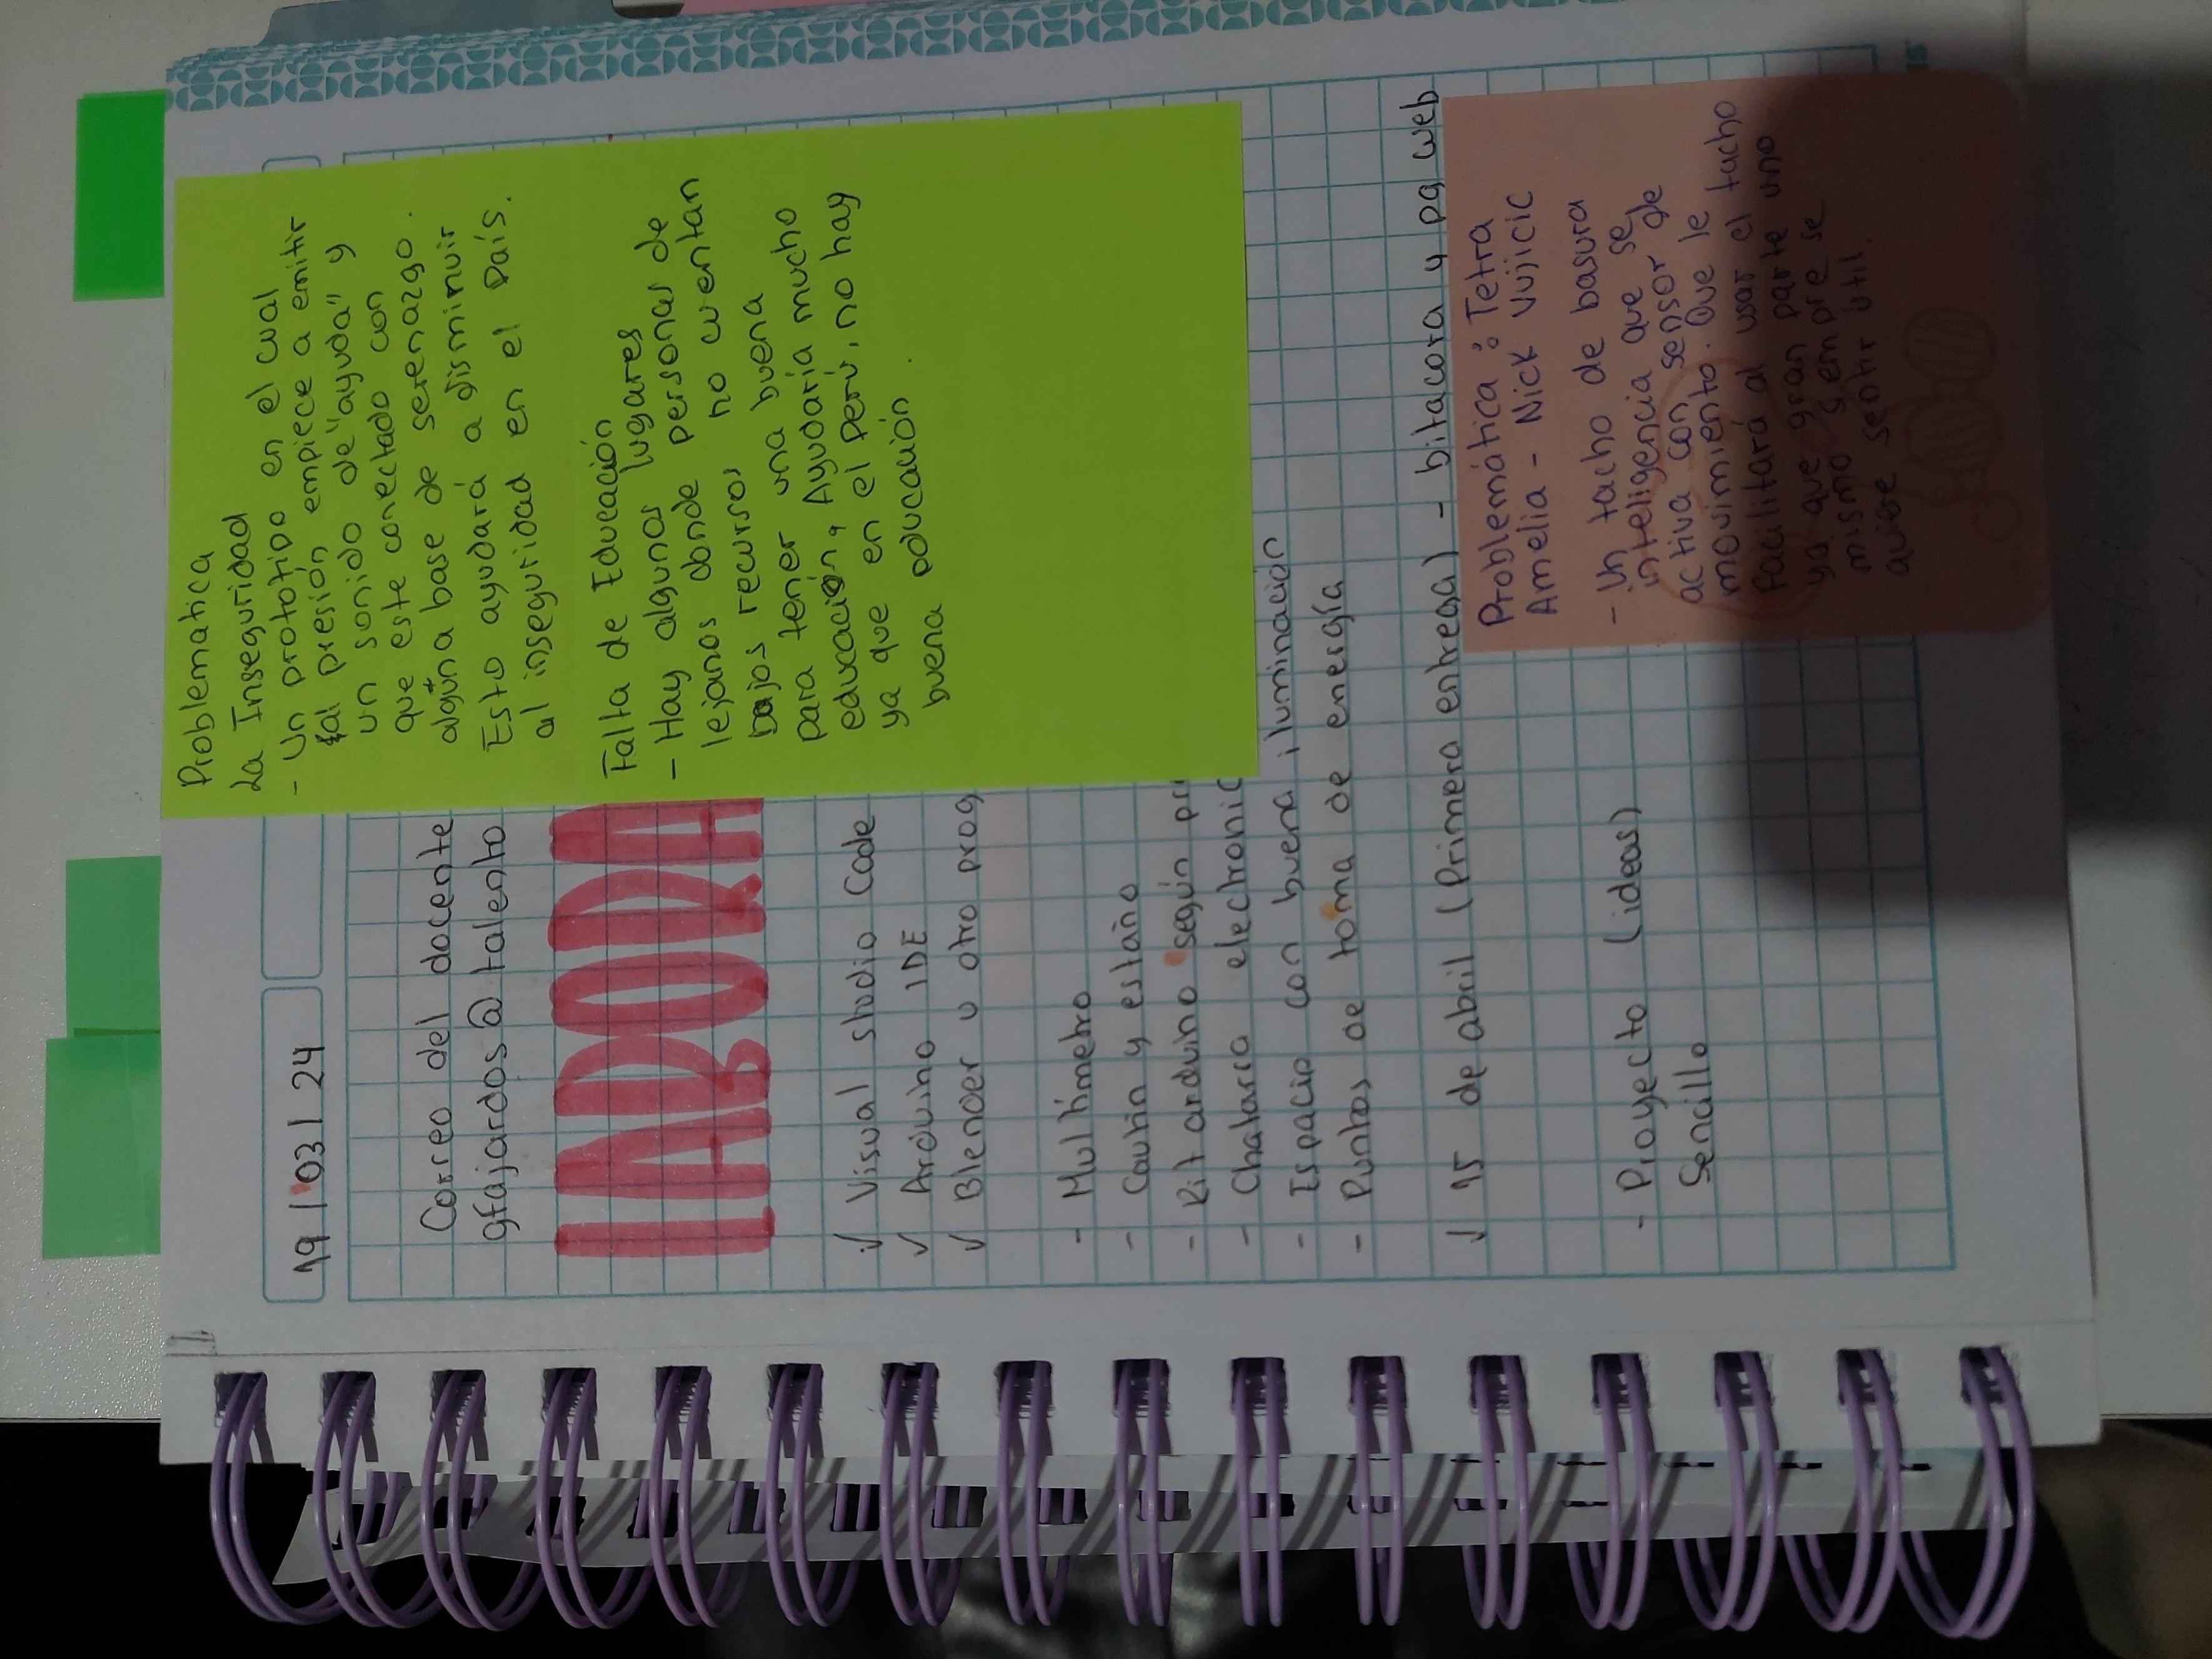 19 / 03 / 24
Correo del docente
gfajardos@talento
LABORA
✓ Visual studio Code
✓ Arduino IDE
✓ Blender u otro prog
- Multimetro
- Cautin y estaño
- Kit arduino según pr
- Chatarra electronic
- Espacio con buena iluminación
- Puntos de toma de energía
✓ 15 de abril (Primera entrega) - bitacora y pg web
- Proyecto (ideas)
Sencillo
Problematica
La Inseguridad
- Un prototipo en el cual
al presión empiece a emitir
un sonido de "ayuda" y
que este conectado con
alguna base de serenazgo.
Esto ayudará a disminuir
al inseguridad en el País.
Falta de Educación
- Hay algunos lugares
lejanos donde personas de
bajos recursos no cuentan
para tener una buena
educación, Ayudaría mucho
ya que en el Perú, no hay
buena educación.
Problemática : Tetra
Amelia - Nick Vujicic
- Un tacho de basura
inteligencia que se
activa con sensor de
movimiento. Que le
facilitará al usar el tacho
ya que gran parte uno
mismo siempre se
quiere sentir útil.
15